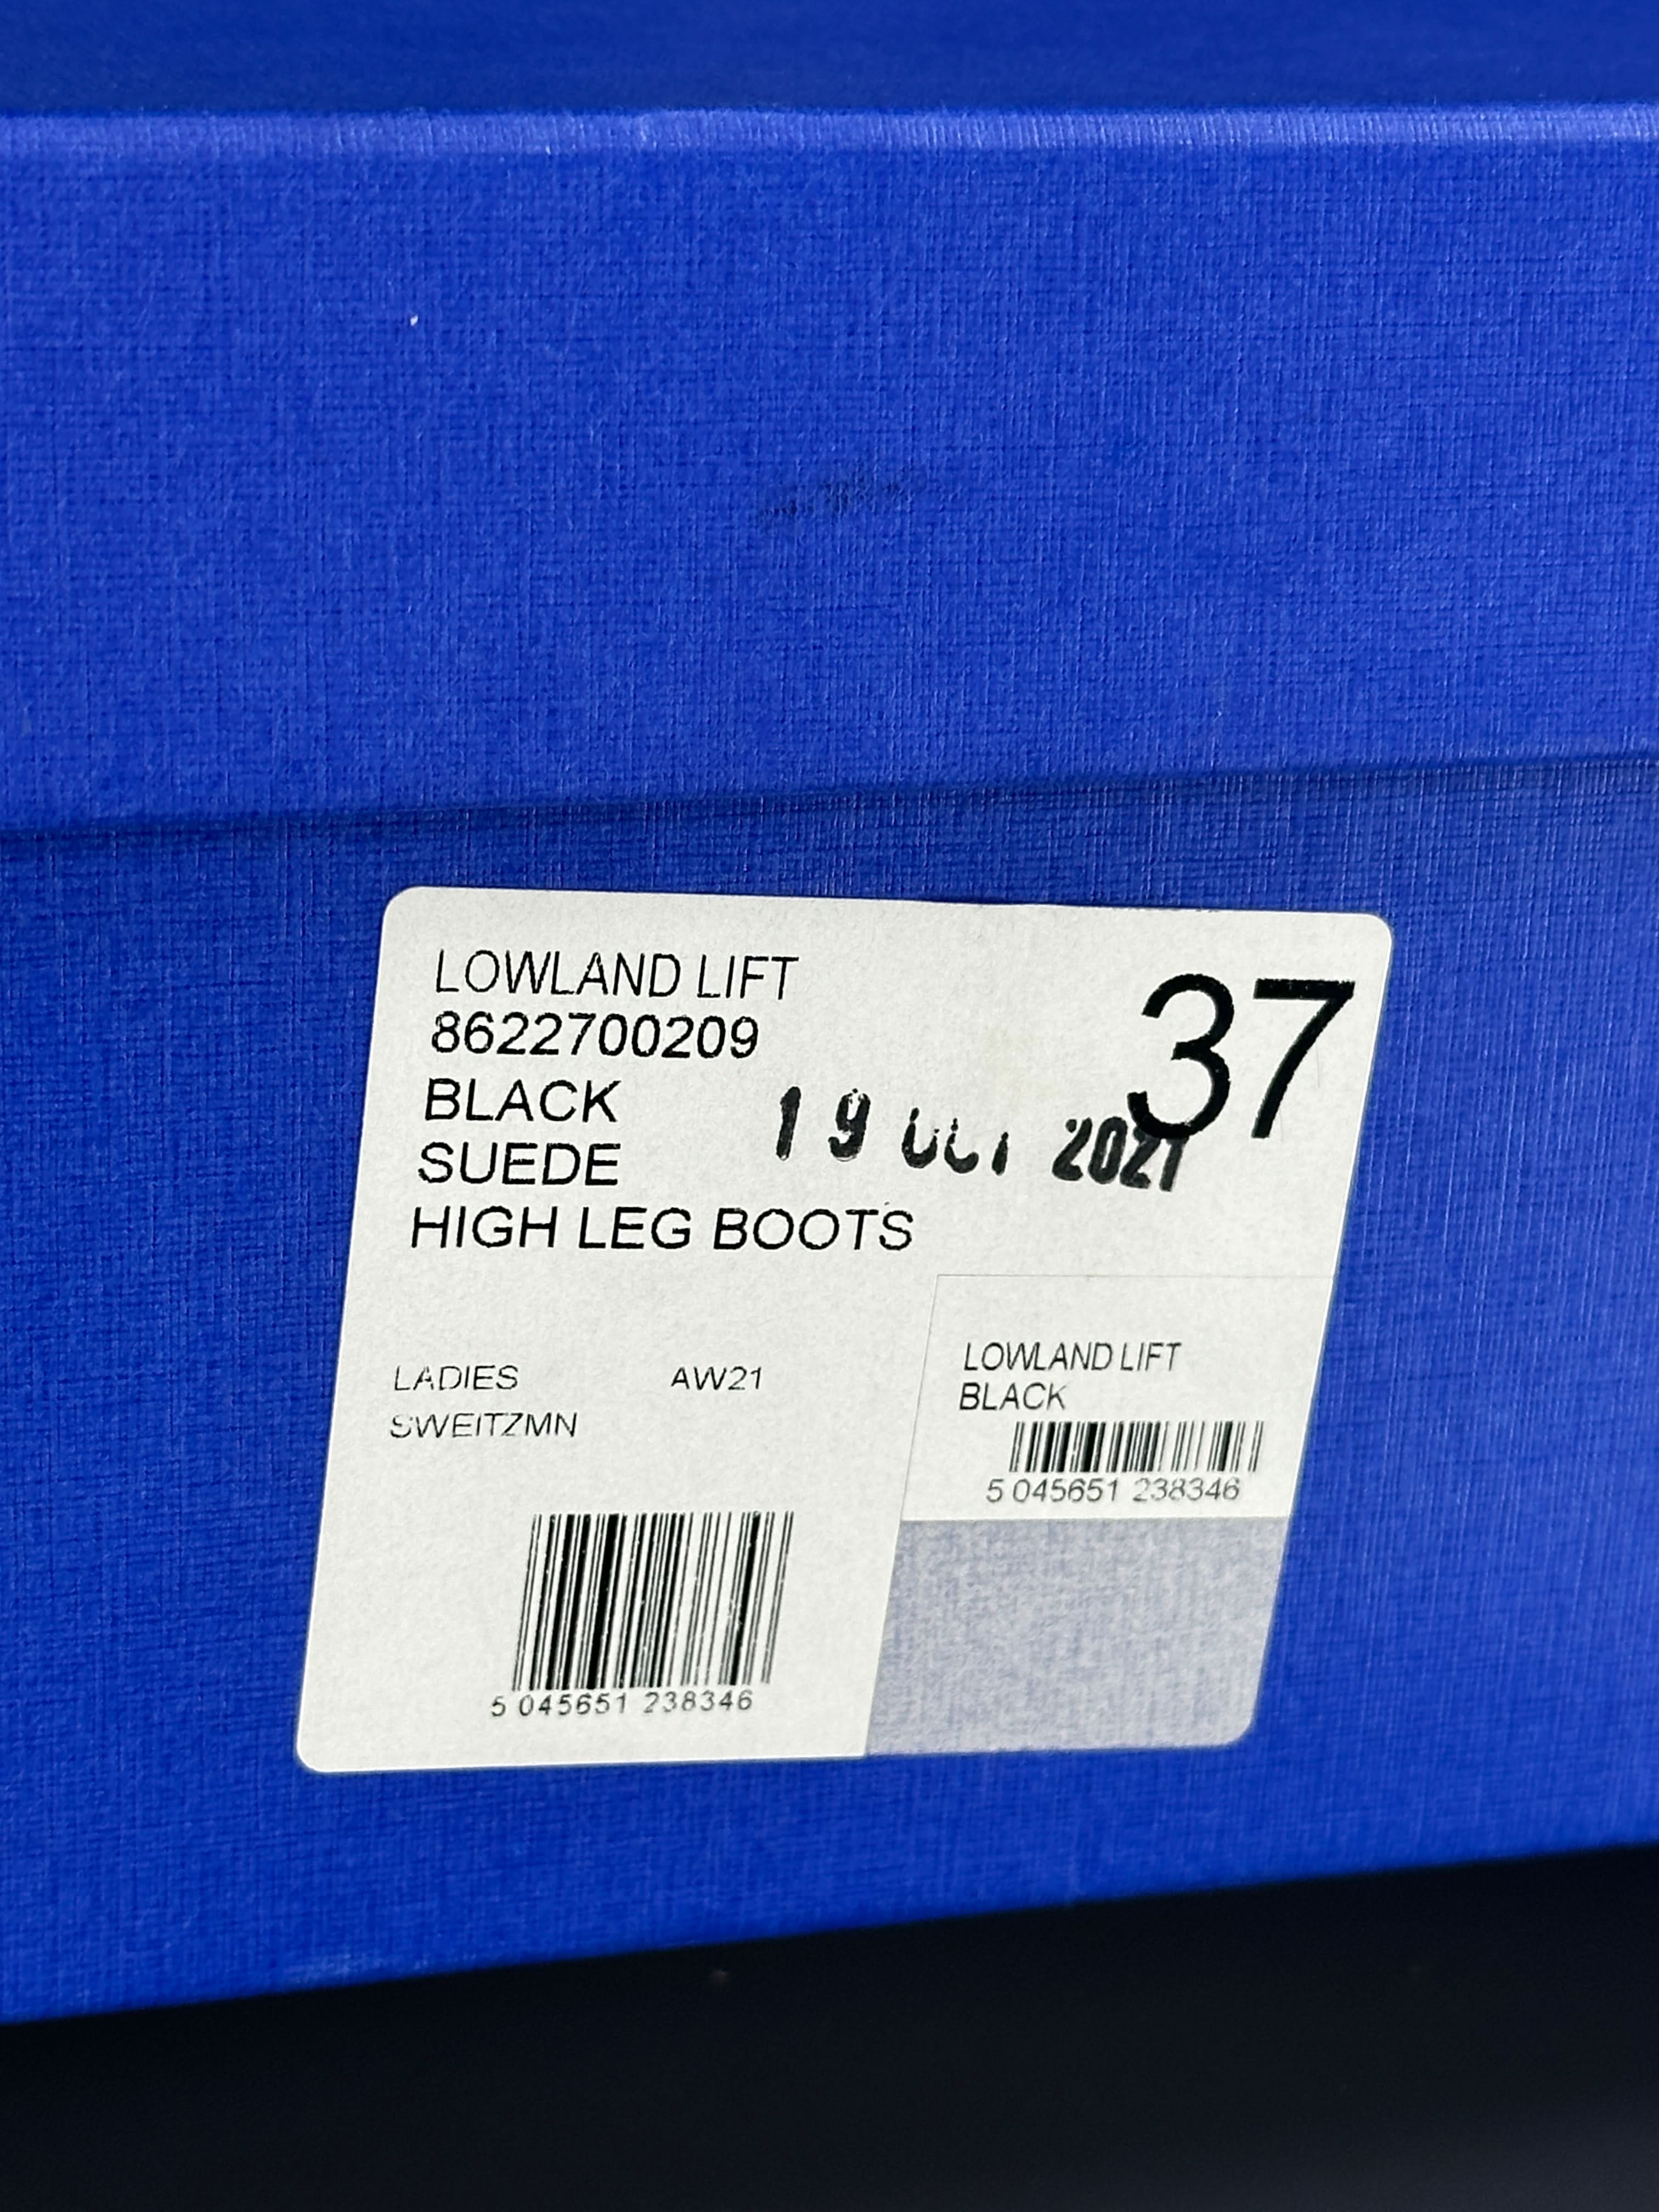 LOWLAND LIFT
37
8622700209
BLACK
19 OCT 2021
SUEDE
HIGH LEG BOOTS
LADIES AW21
SWEITZMN
LOWLAND LIFT
BLACK
5 045651 238346
5 045651 238346